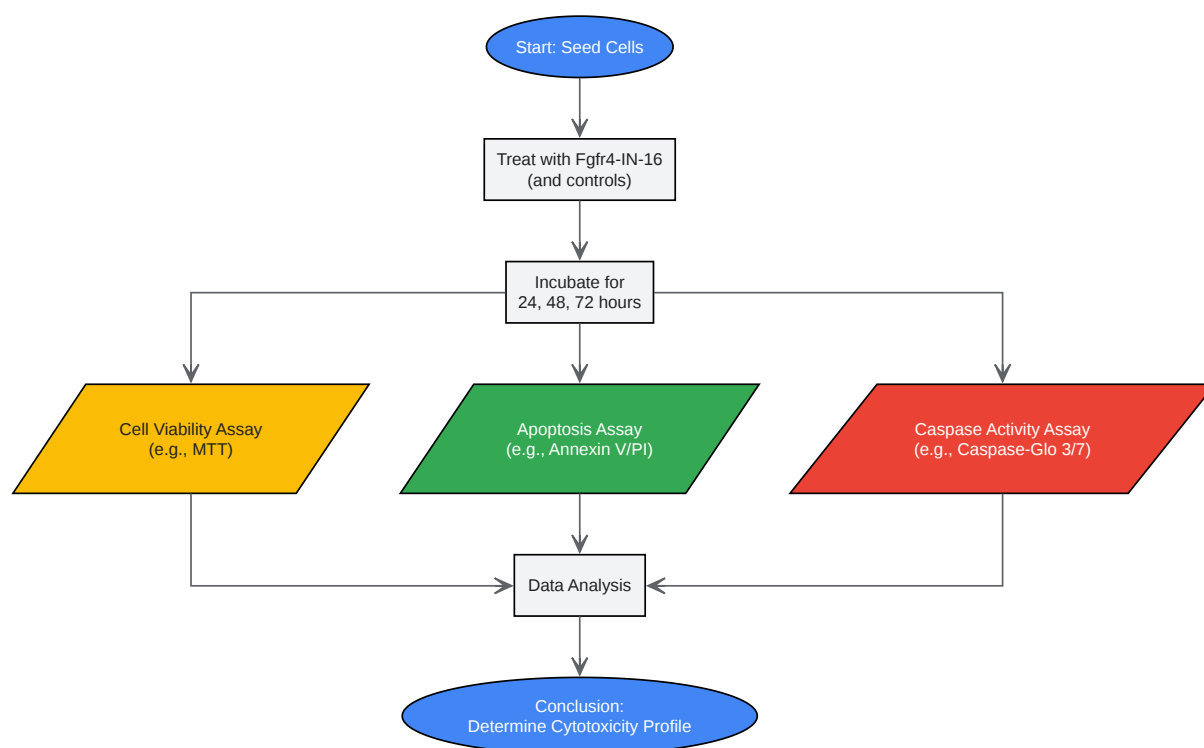 Start: Seed Cells
Treat with Fgfr4-IN-16
(and controls)
Incubate for
24, 48, 72 hours
Cell Viability Assay
(e.g., MTT)
Apoptosis Assay
(e.g., Annexin V/PI)
Caspase Activity Assay
(e.g., Caspase-Glo 3/7)
Data Analysis
Conclusion:
Determine Cytotoxicity Profile